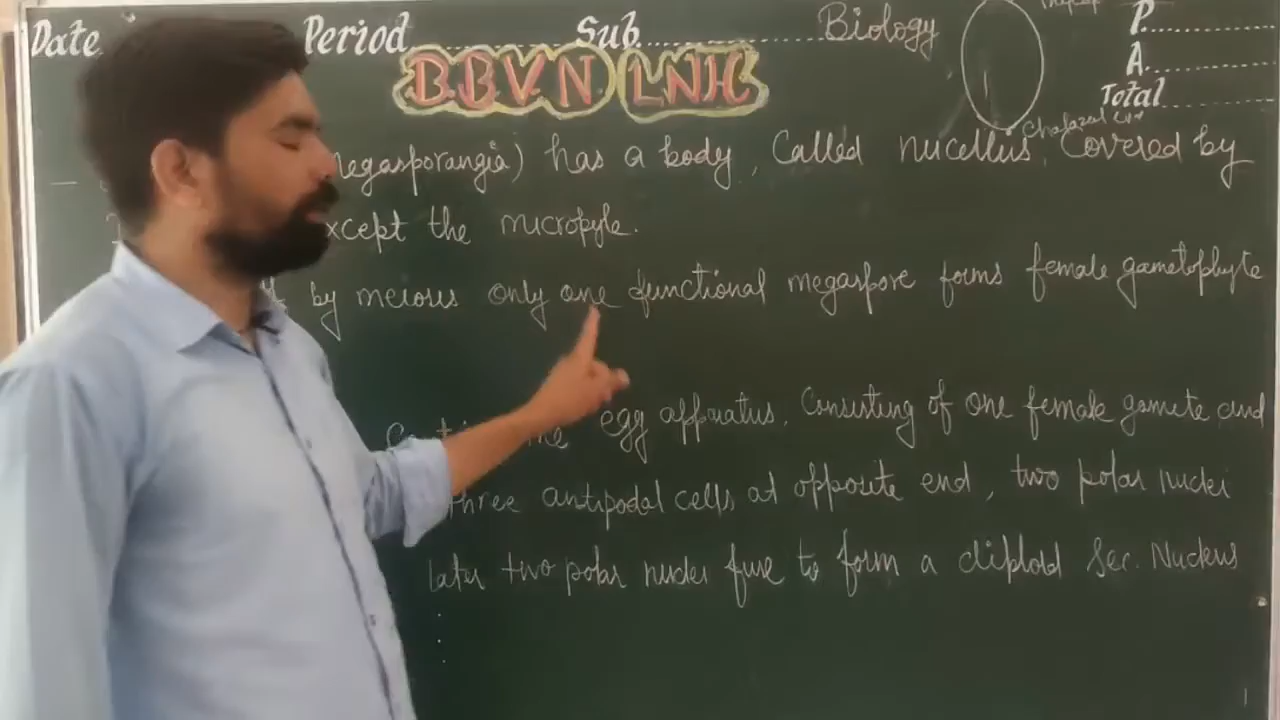 Date Period Sub Biology P.
A.
Total
BBVN LNH
Chalazal
megasporangia) has a body, Called nucellus, Covered by
except the micropyle.
by meiosis only one functional megaspore forms female gametophyte
egg apparatus, Consisting of one female gamete and
three antipodal cells at opposite end, two polar nuclei
later two polar nuclei fuse to form a diploid Sec. Nucleus